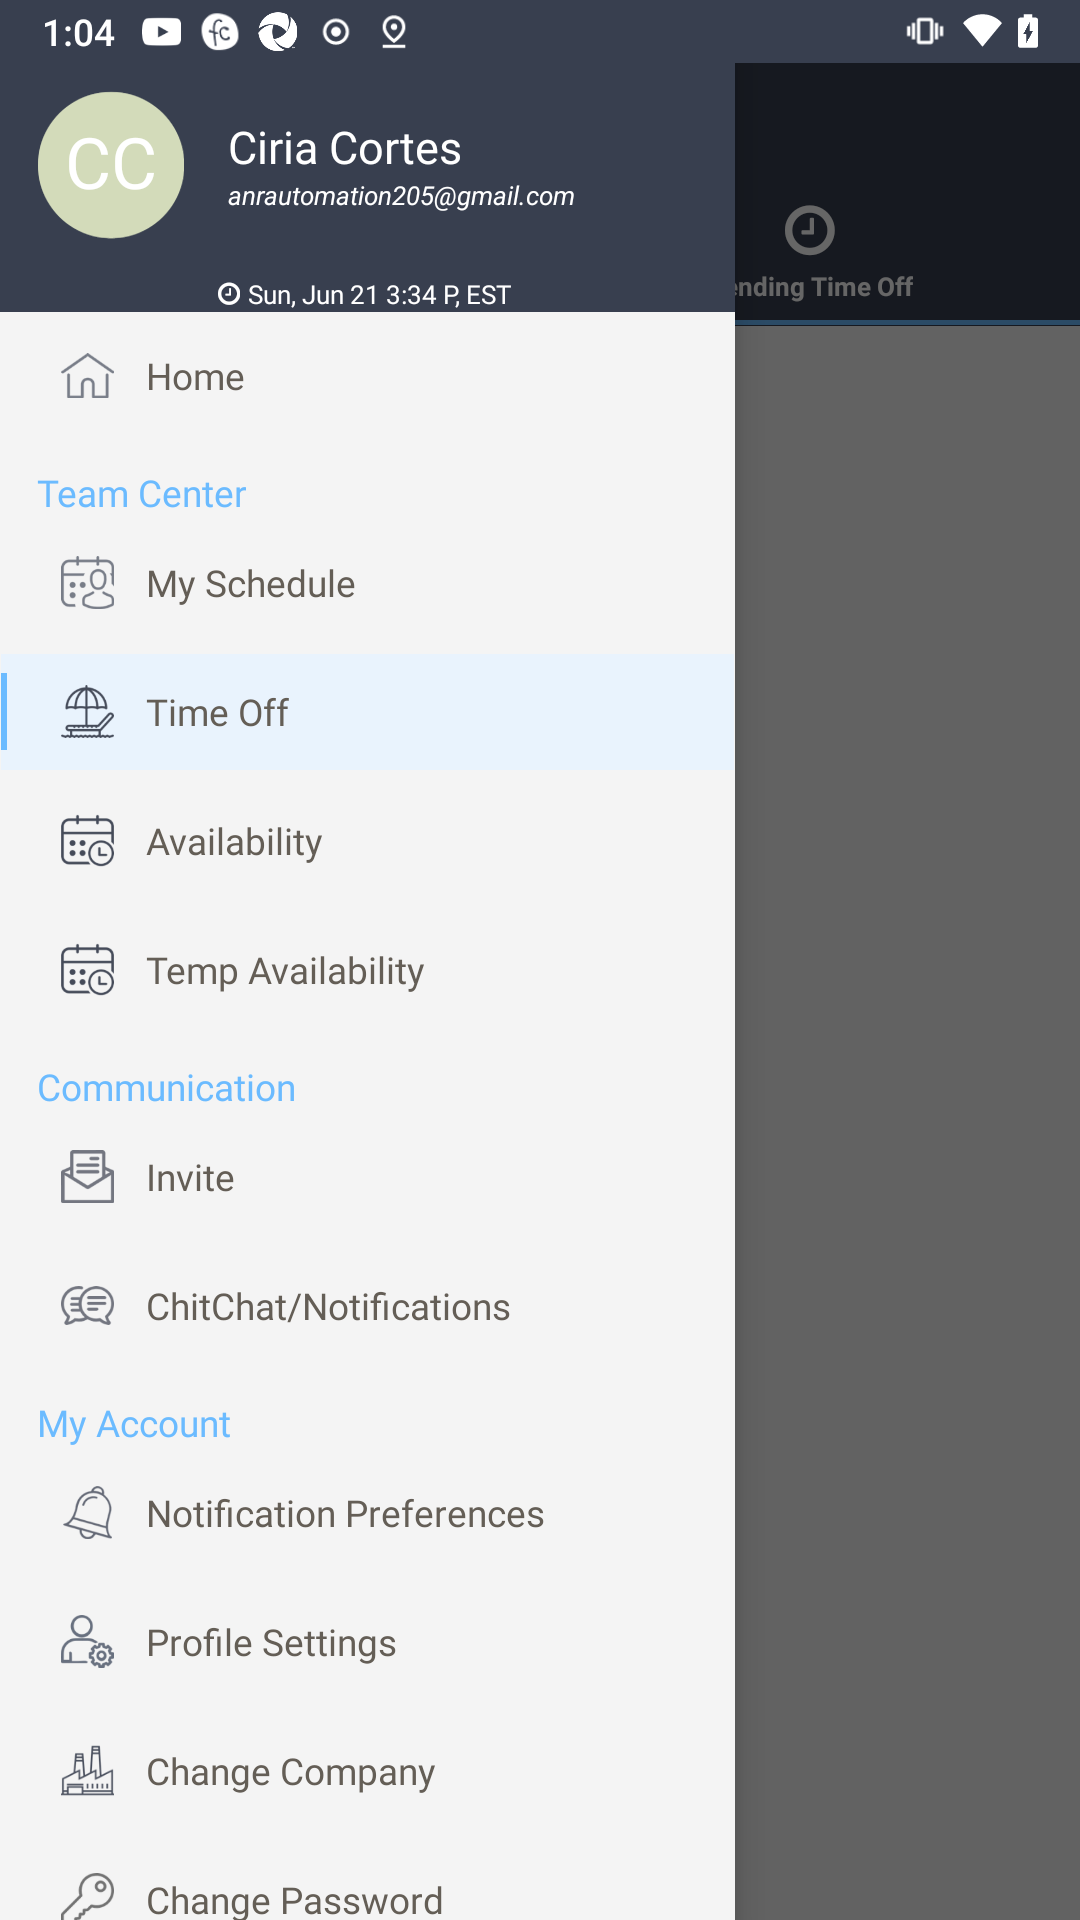 1:04
CC
Ciria Cortes
anrautomation205@gmail.com
Sun, Jun 21 3:34 P, EST
ending Time Off
Home
Team Center
My Schedule
Time Off
Availability
Temp Availability
Communication
Invite
ChitChat/Notifications
My Account
Notification Preferences
Profile Settings
Change Company
Change Password